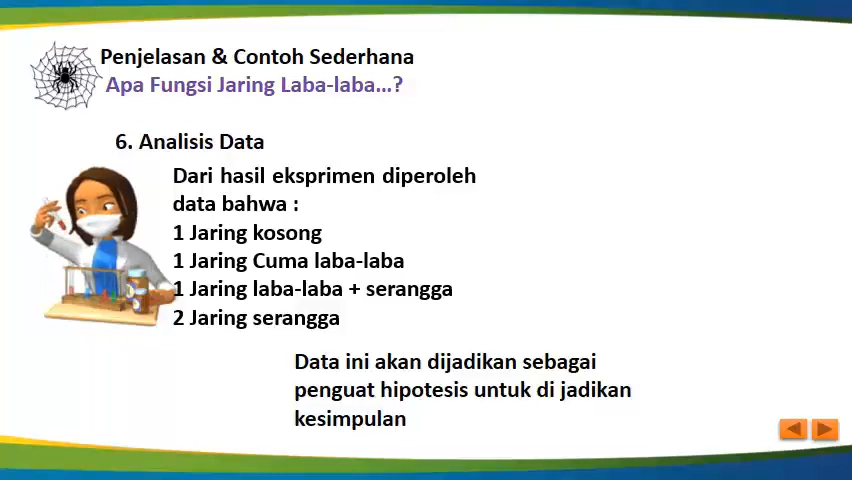 Penjelasan & Contoh Sederhana
Apa Fungsi Jaring Laba-laba...?
6. Analisis Data
Dari hasil eksprimen diperoleh
data bahwa :
1 Jaring kosong
1 Jaring Cuma laba-laba
1 Jaring laba-laba + serangga
2 Jaring serangga
Data ini akan dijadikan sebagai
penguat hipotesis untuk di jadikan
kesimpulan